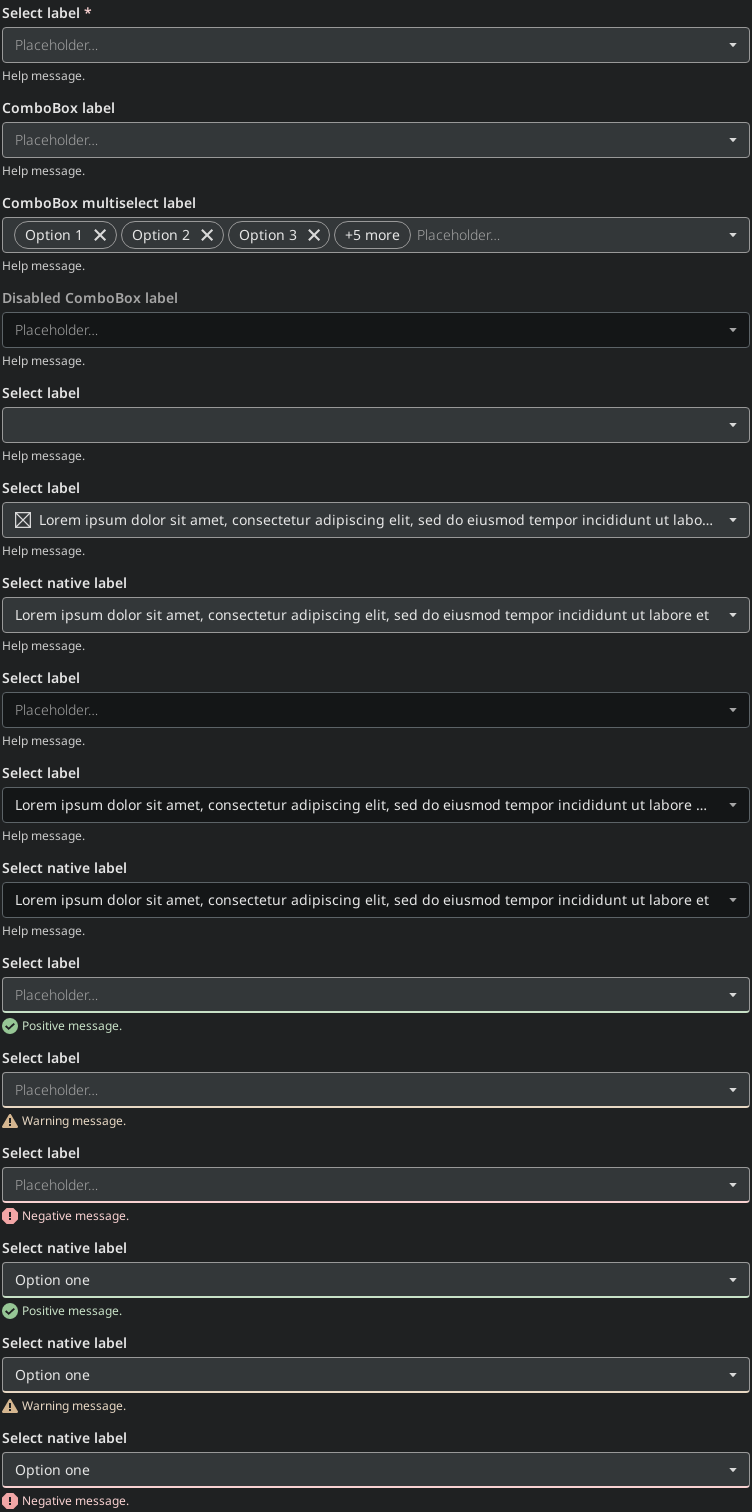 Select label *
Placeholder...
Help message.
ComboBox label
Placeholder...
Help message.
ComboBox multiselect label
Option 1 Option 2 Option 3 +5 more Placeholder...
Help message.
Disabled ComboBox label
Placeholder...
Help message.
Select label
Help message.
Select label
Lorem ipsum dolor sit amet, consectetur adipiscing elit, sed do eiusmod tempor incididunt ut labo...
Help message.
Select native label
Lorem ipsum dolor sit amet, consectetur adipiscing elit, sed do eiusmod tempor incididunt ut labore et
Help message.
Select label
Placeholder...
Help message.
Select label
Lorem ipsum dolor sit amet, consectetur adipiscing elit, sed do eiusmod tempor incididunt ut labore ...
Help message.
Select native label
Lorem ipsum dolor sit amet, consectetur adipiscing elit, sed do eiusmod tempor incididunt ut labore et
Help message.
Select label
Placeholder...
Positive message.
Select label
Placeholder...
Warning message.
Select label
Placeholder...
Negative message.
Select native label
Option one
Positive message.
Select native label
Option one
Warning message.
Select native label
Option one
Negative message.